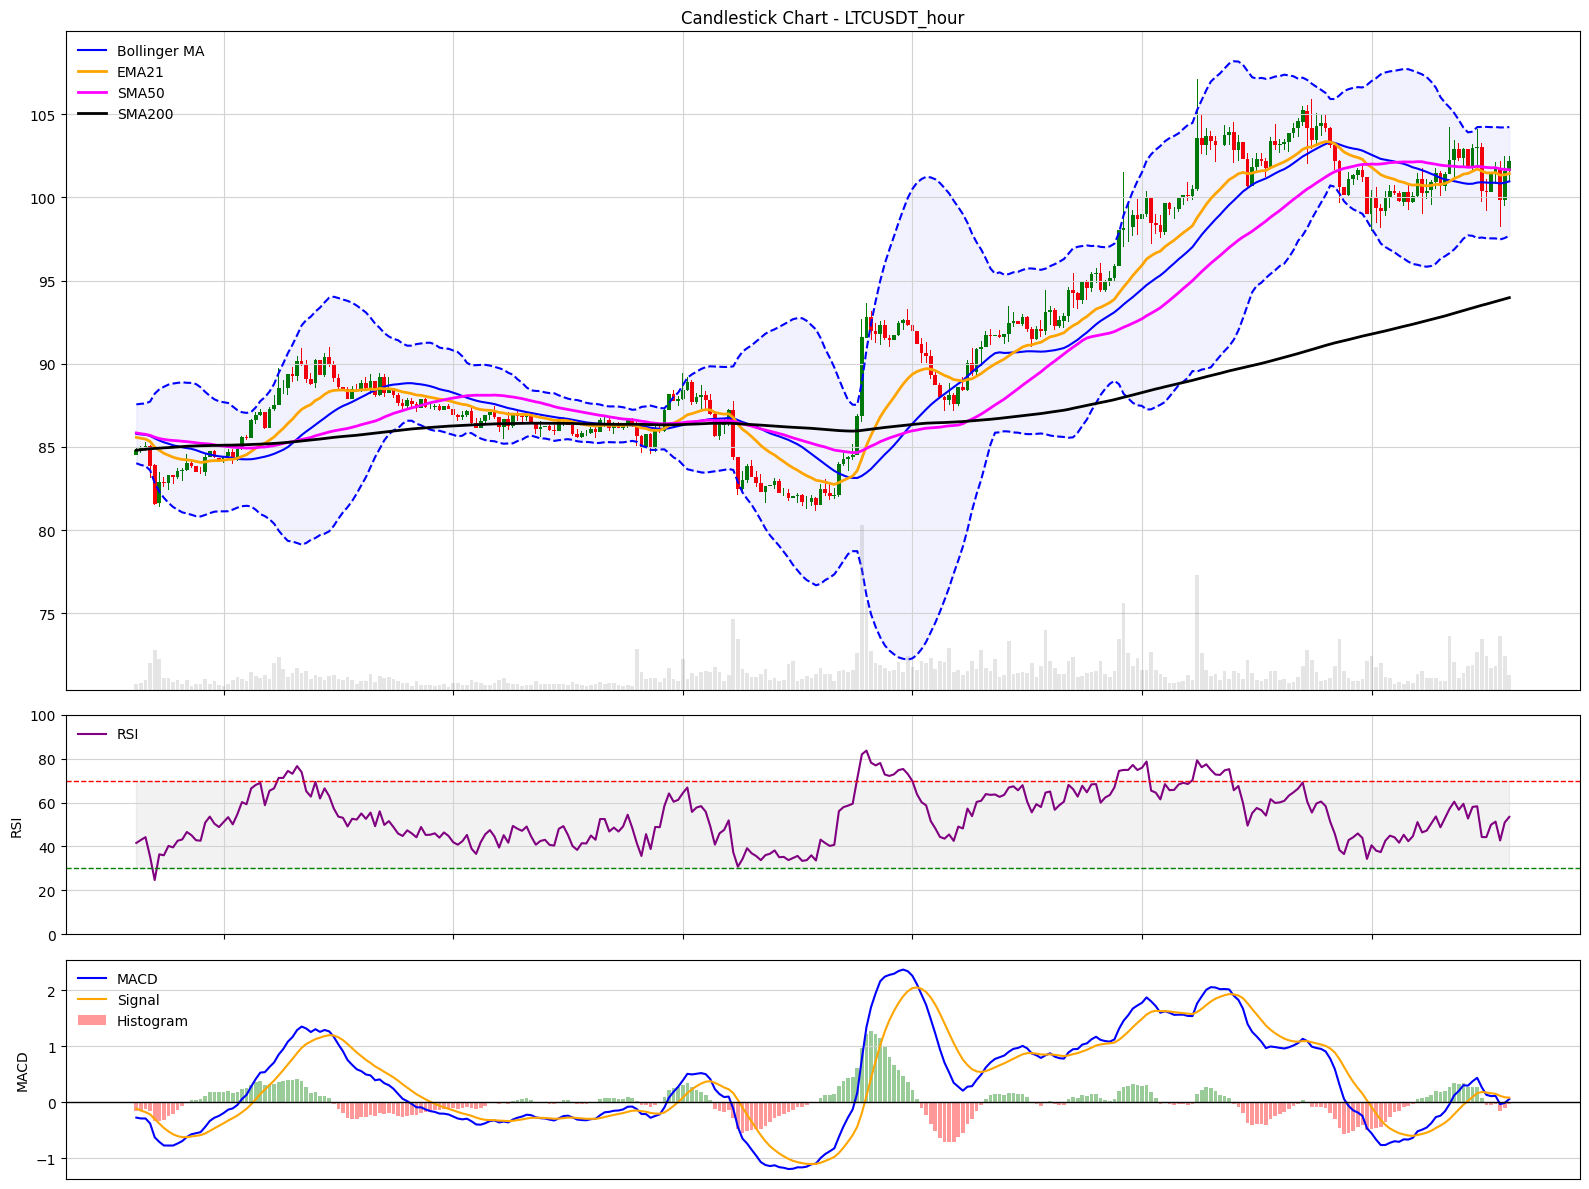 Candlestick Chart - LTCUSDT_hour
Bollinger MA
EMA21
SMA50
SMA200
105
100
95
90
85
80
75
RSI
100
80
60
40
20
0
RSI
MACD
Signal
Histogram
2
1
0
−1
MACD